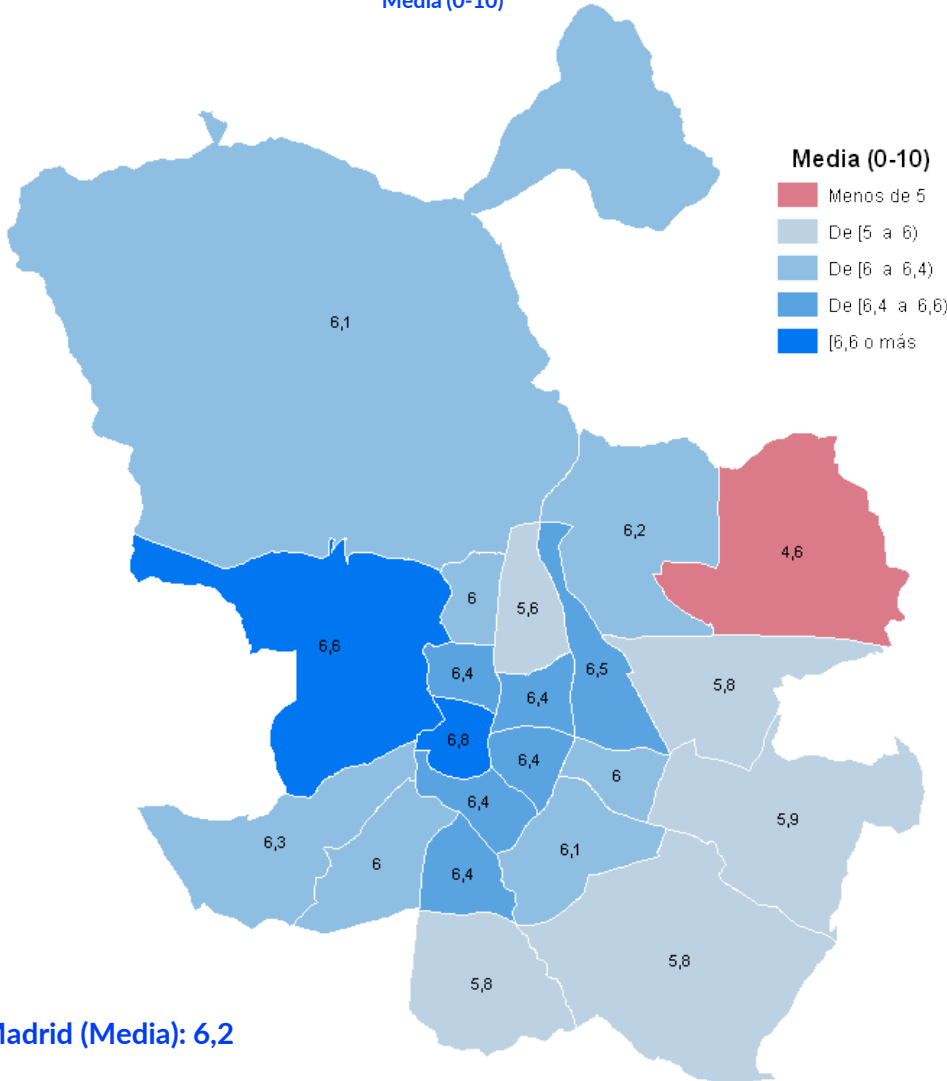 Media (0-10)
Media (0-10)
Menos de 5
De [5 a 6)
De [6 a 6,4)
De [6,4 a 6,6)
[6,6 o más
6,1
6,2
4,6
6
5,6
6,6
6,4
6,5
5,8
6,4
6,8
6,4
6
6,4
5,9
6,3
6
6,4
6,1
5,8
5,8
Madrid (Media): 6,2